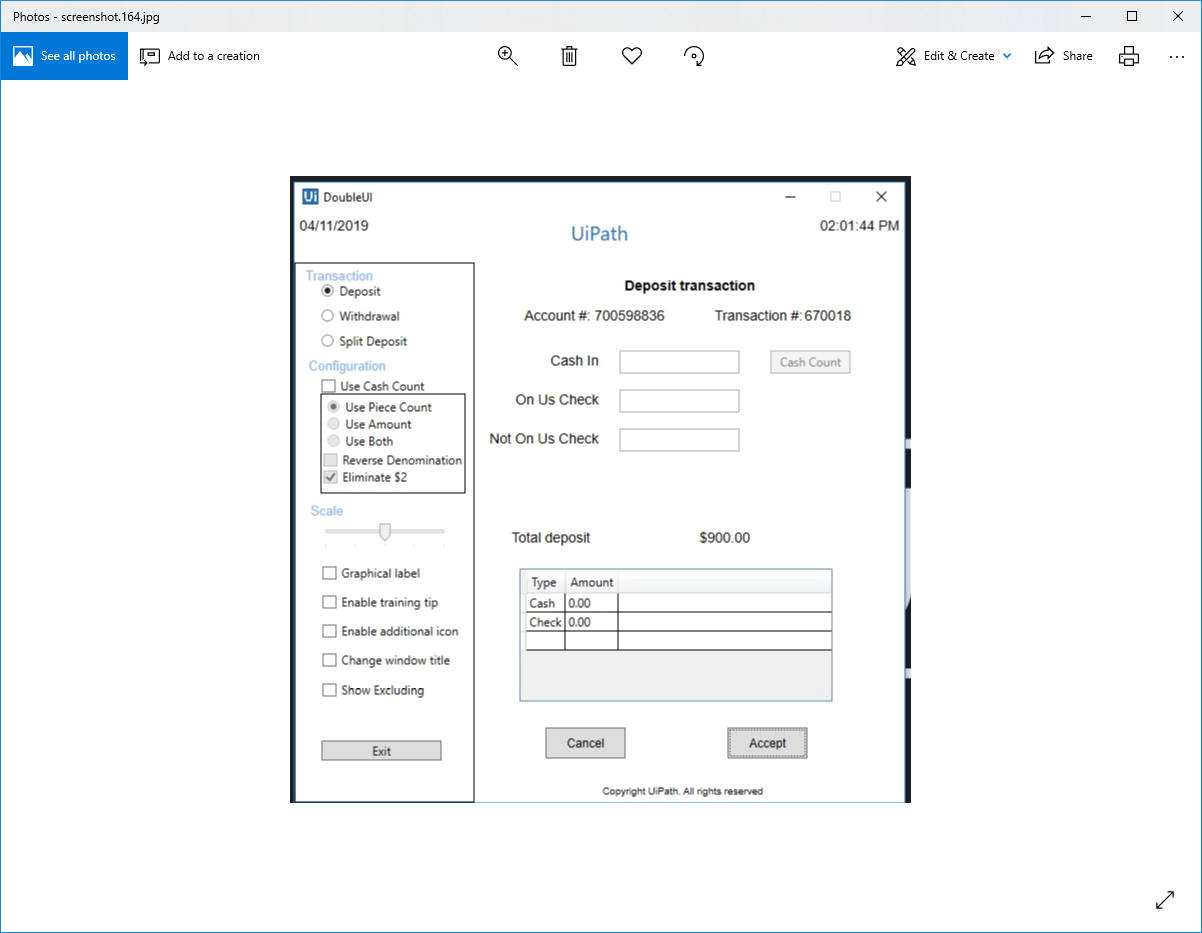 Photos - screenshot.164.jpg
See all photos
Add to a creation
Edit & Create
Share
Ui DoubleUI
04/11/2019
02:01:44 PM
UiPath
Transaction
Deposit
Withdrawal
Split Deposit
Configuration
Use Cash Count
Use Piece Count
Use Amount
Use Both
Reverse Denomination
Eliminate $2
Scale
Graphical label
Enable training tip
Enable additional icon
Change window title
Show Excluding
Exit
Deposit transaction
Account #: 700598836 Transaction #: 670018
Cash In
Cash Count
On Us Check
Not On Us Check
Total deposit $900.00
Type Amount
Cash 0.00
Check 0.00
Cancel Accept
Copyright UiPath. All rights reserved